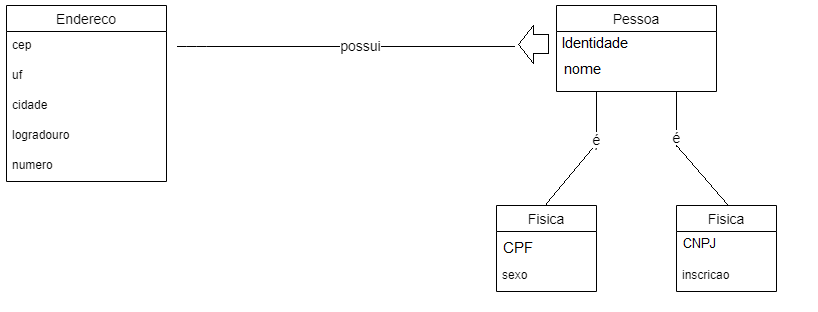 Endereco
cep
uf
cidade
logradouro
numero
possui
Pessoa
Identidade
nome
é
é
Fisica
CPF
sexo
Fisica
CNPJ
inscricao